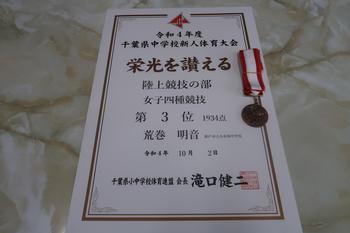 令和4年度
千葉県中学校新人体育大会
栄光を讃える
陸上競技の部
女子四種競技
第 3 位 1934点
荒巻 明音
令和4年 10月 2日
千葉県小中学校体育連盟 会長 滝口健二